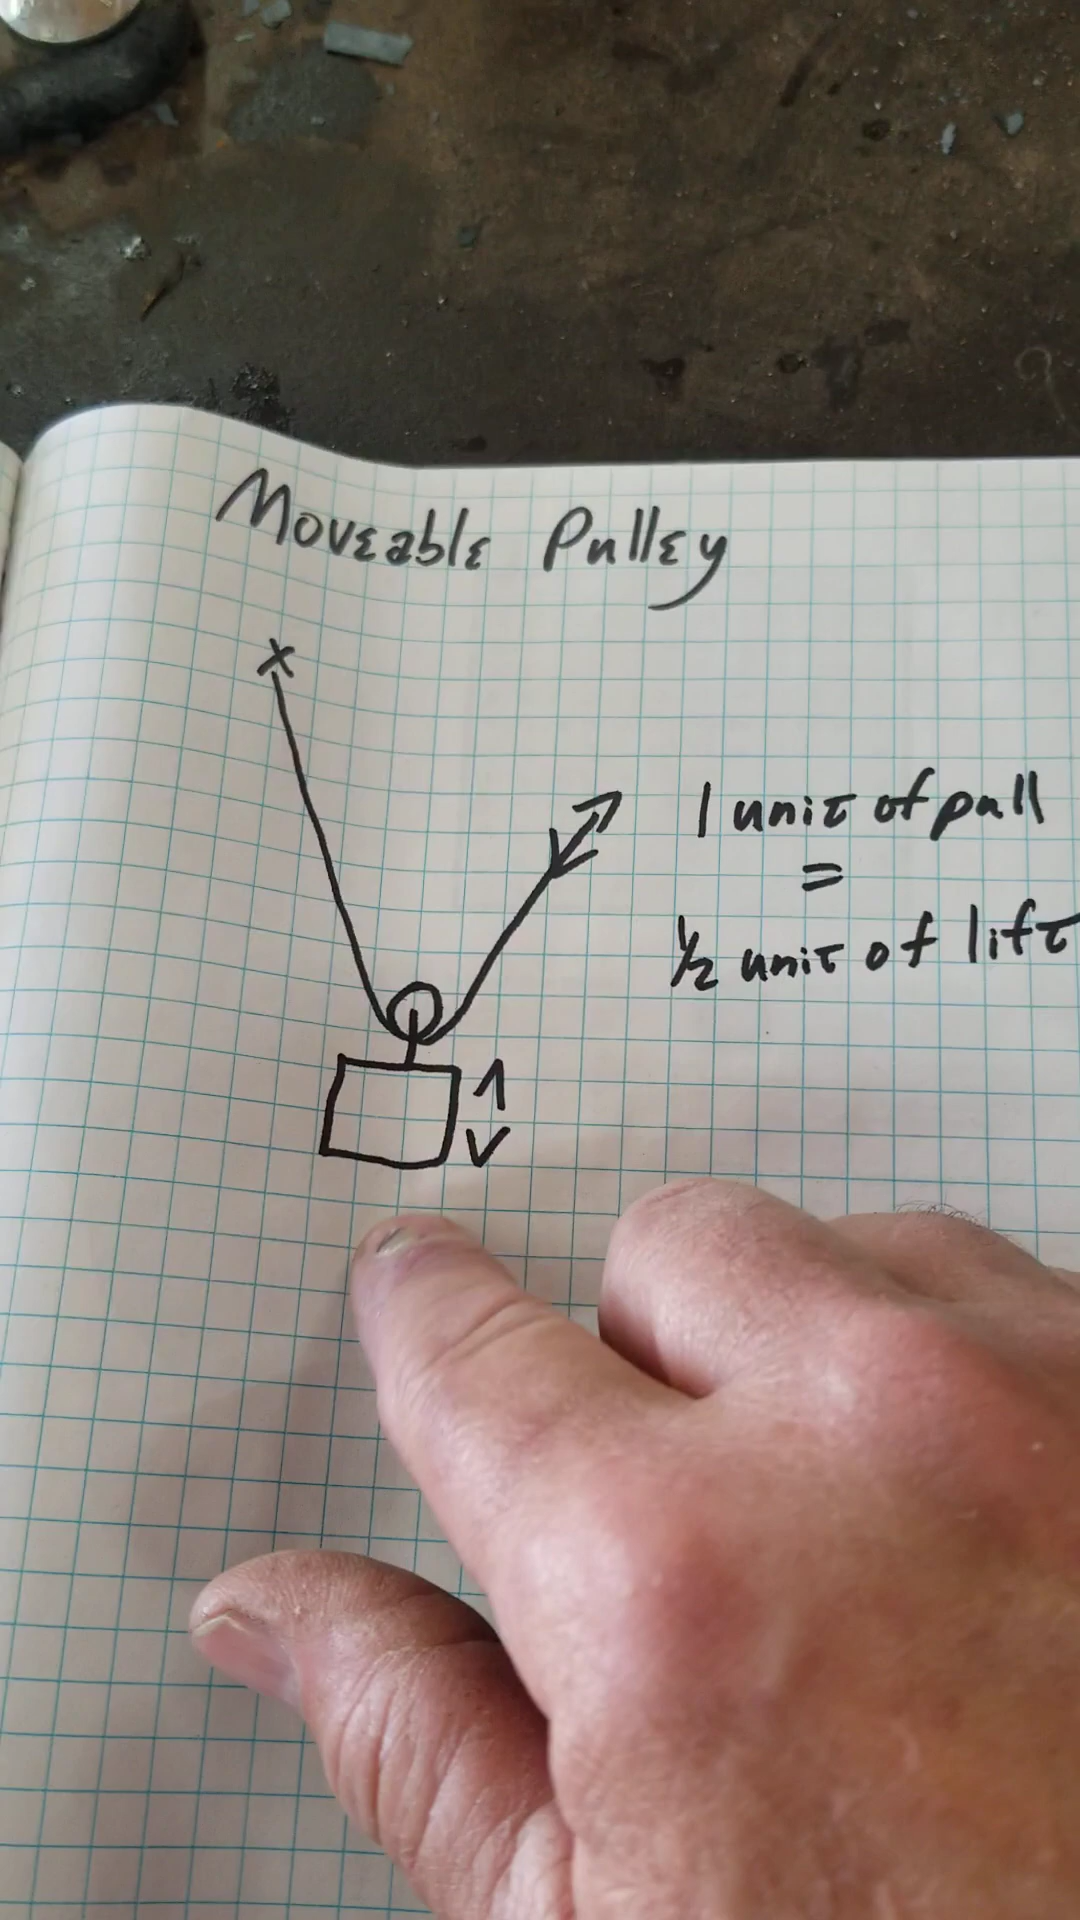 Moveable Pulley
x
1 unit of pull
=
1/2 unit of lift